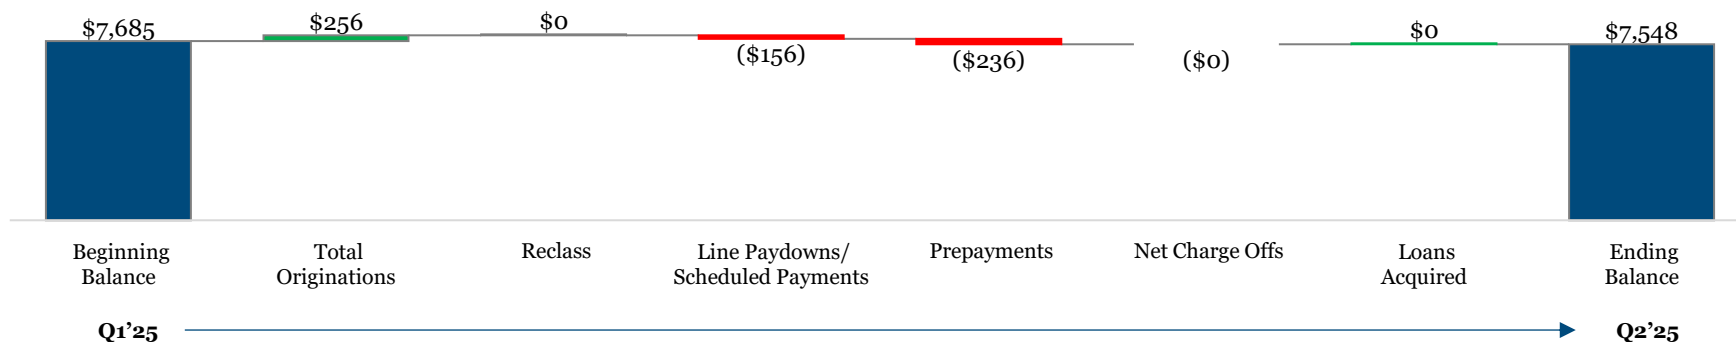 $7,685
$256
$0
($156)
($236)
($0)
$0
$7,548
Beginning
Balance
Total
Originations
Reclass
Line Paydowns/
Scheduled Payments
Prepayments
Net Charge Offs
Loans
Acquired
Ending
Balance
Q1’25
Q2’25